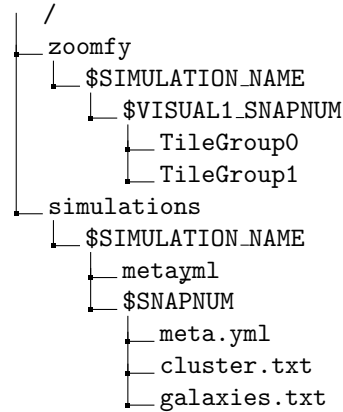 /
zoomfy
$SIMULATION_NAME
$VISUAL1_SNAPNUM
TileGroup0
TileGroup1
simulations
$SIMULATION_NAME
metayml
$SNAPNUM
meta.yml
cluster.txt
galaxies.txt